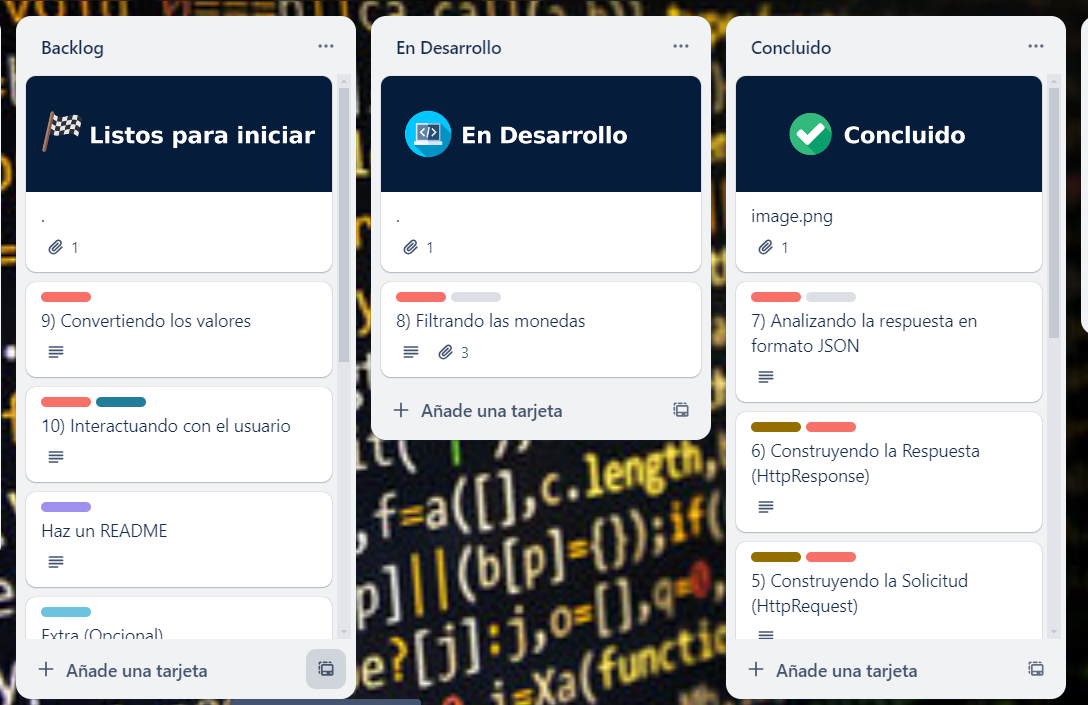 Backlog
Listos para iniciar
.
1
9) Convertiendo los valores
10) Interactuando con el usuario
Haz un README
Extra (Opcional)
+ Añade una tarjeta
En Desarrollo
</> En Desarrollo
.
1
8) Filtrando las monedas
3
+ Añade una tarjeta
Concluido
Concluido
image.png
1
7) Analizando la respuesta en
formato JSON
6) Construyendo la Respuesta
(HttpResponse)
5) Construyendo la Solicitud
(HttpRequest)
+ Añade una tarjeta
,f=a([],c.length,
p]||(b[p]={});if(
e?[j]:j,o=[],q=0,
=Xa(function